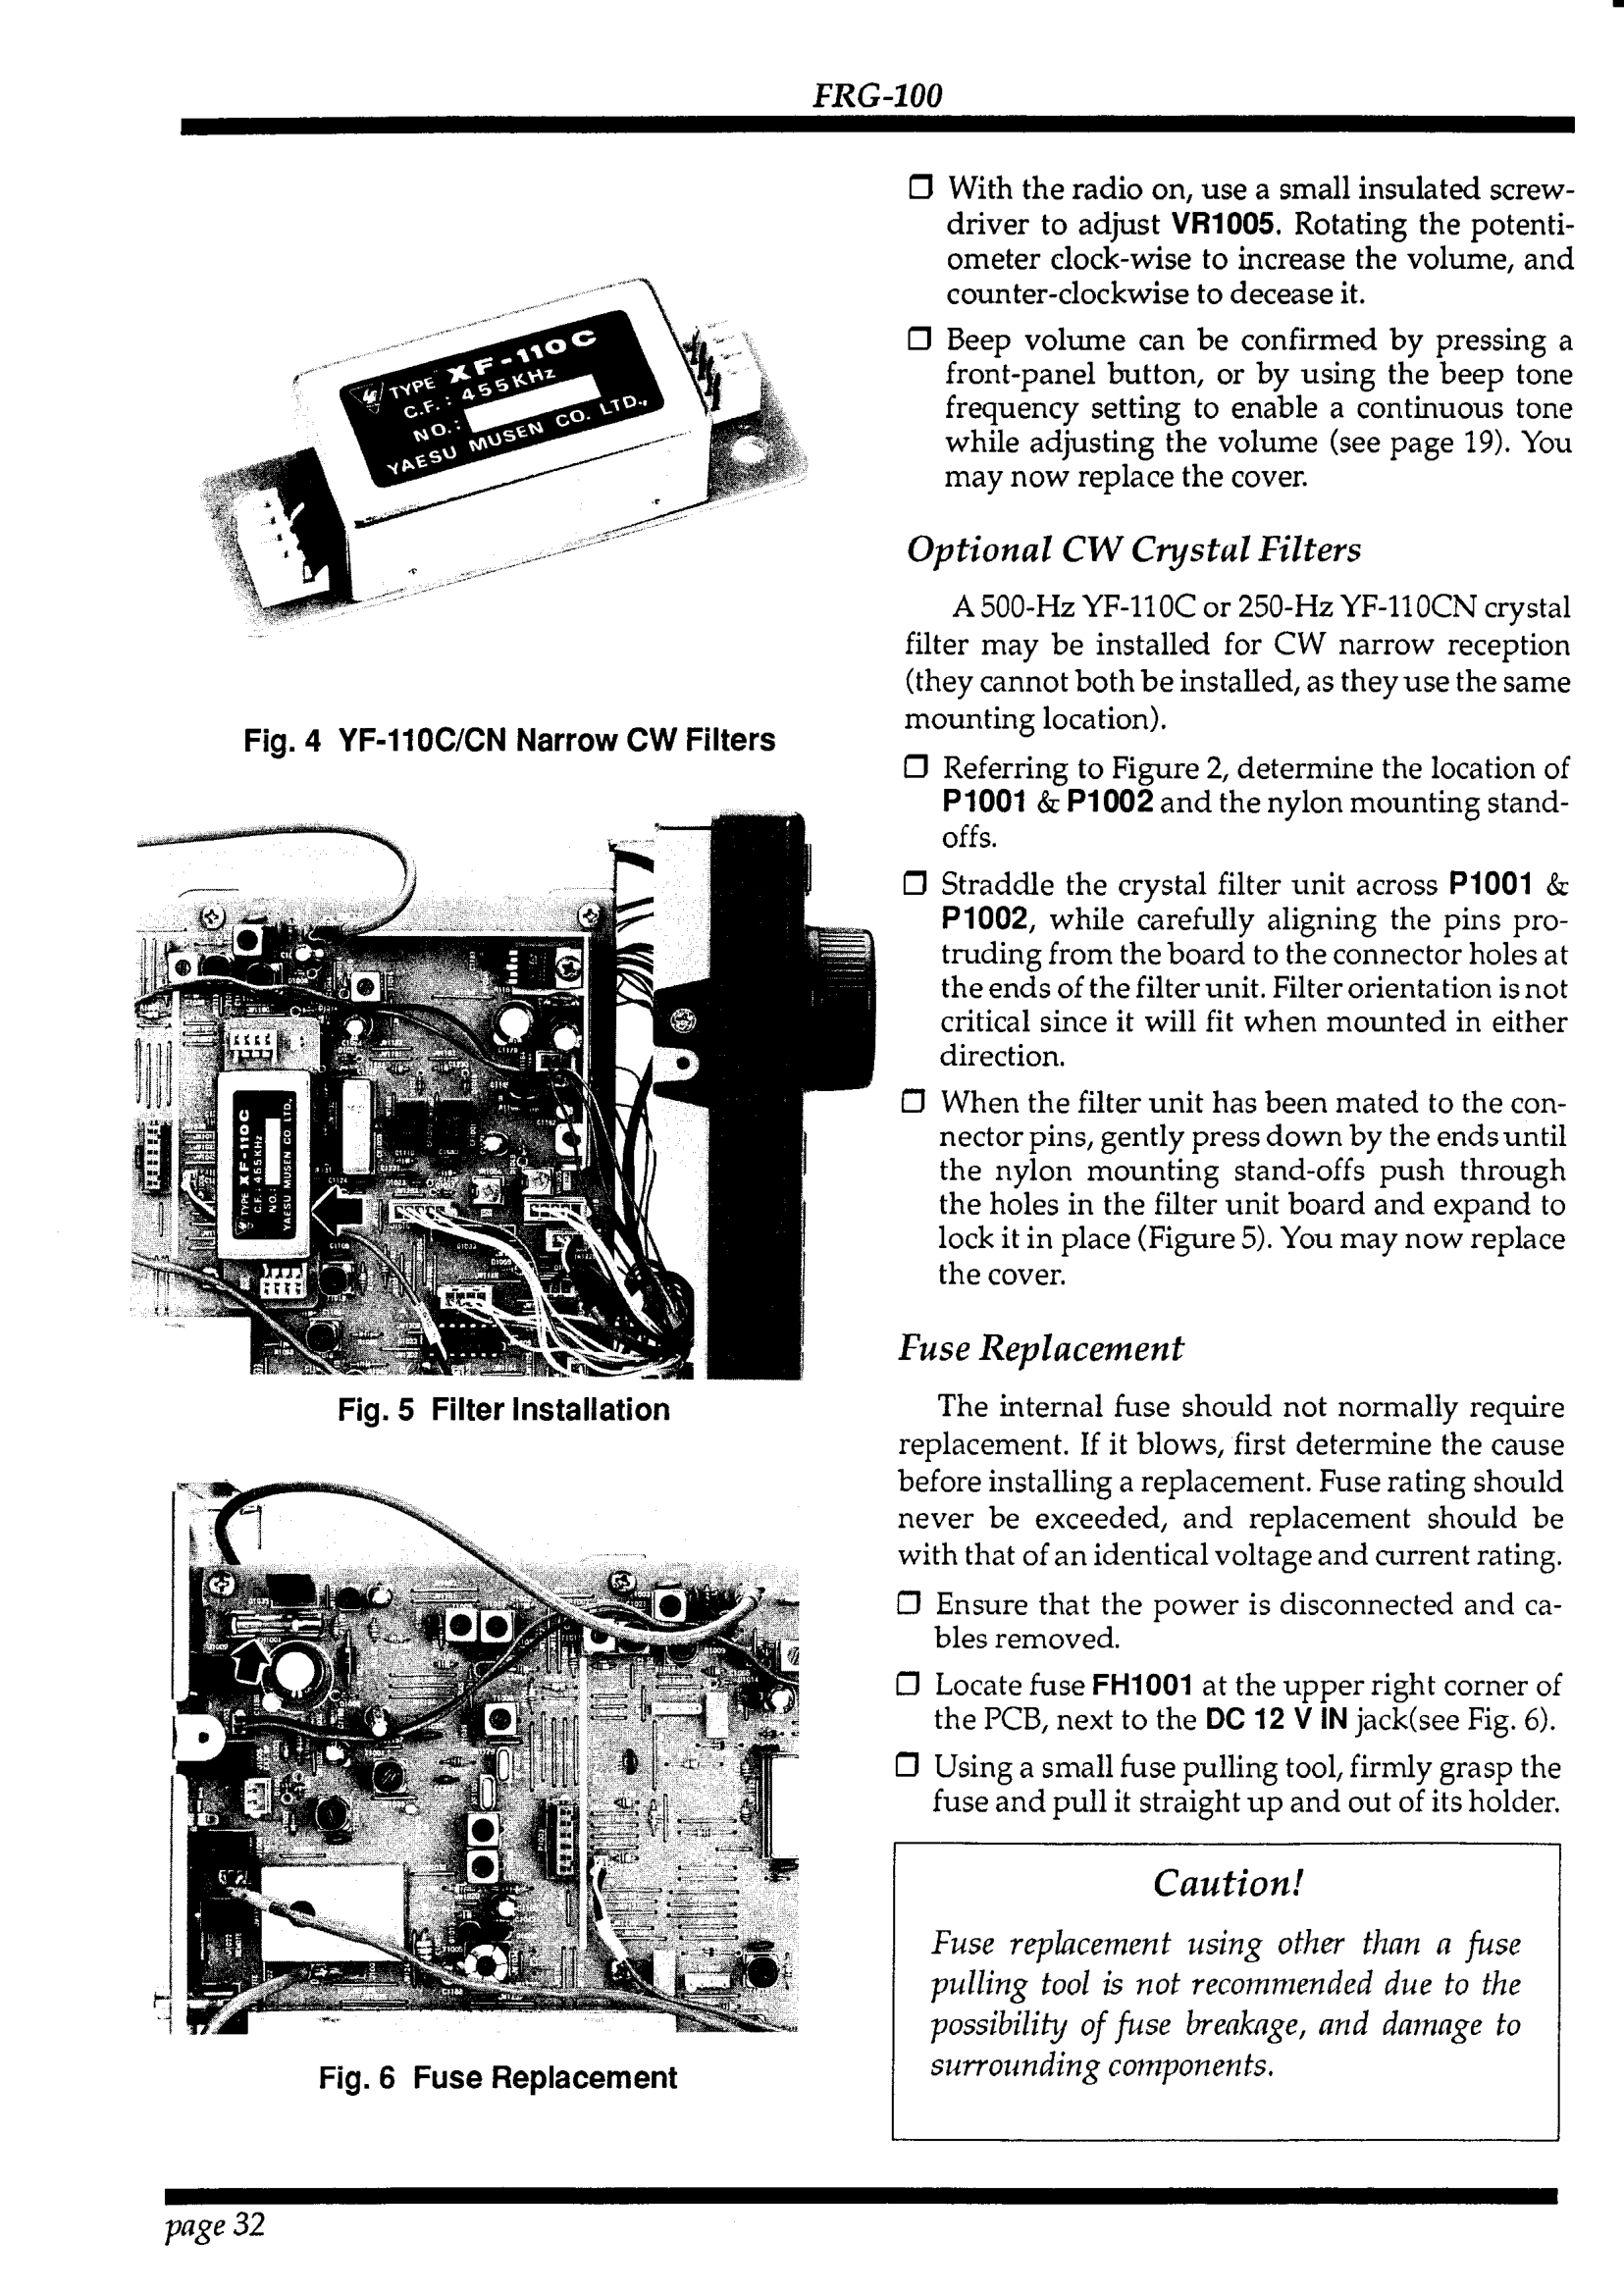 FRG-100
TYPE XF-110C
C.F.: 455KHz
NO.:
YAESU MUSEN CO. LTD.,
Fig. 4 YF-110C/CN Narrow CW Filters
TYPE XF-110C
C.F.: 455KHz
NO.:
YAESU MUSEN CO LTD.,
Fig. 5 Filter Installation
Fig. 6 Fuse Replacement
❒ With the radio on, use a small insulated screw-
driver to adjust VR1005. Rotating the potenti-
ometer clock-wise to increase the volume, and
counter-clockwise to decease it.
❒ Beep volume can be confirmed by pressing a
front-panel button, or by using the beep tone
frequency setting to enable a continuous tone
while adjusting the volume (see page 19). You
may now replace the cover.
Optional CW Crystal Filters
A 500-Hz YF-110C or 250-Hz YF-110CN crystal
filter may be installed for CW narrow reception
(they cannot both be installed, as they use the same
mounting location).
❒ Referring to Figure 2, determine the location of
P1001 & P1002 and the nylon mounting stand-
offs.
❒ Straddle the crystal filter unit across P1001 &
P1002, while carefully aligning the pins pro-
truding from the board to the connector holes at
the ends of the filter unit. Filter orientation is not
critical since it will fit when mounted in either
direction.
❒ When the filter unit has been mated to the con-
nector pins, gently press down by the ends until
the nylon mounting stand-offs push through
the holes in the filter unit board and expand to
lock it in place (Figure 5). You may now replace
the cover.
Fuse Replacement
The internal fuse should not normally require
replacement. If it blows, first determine the cause
before installing a replacement. Fuse rating should
never be exceeded, and replacement should be
with that of an identical voltage and current rating.
❒ Ensure that the power is disconnected and ca-
bles removed.
❒ Locate fuse FH1001 at the upper right corner of
the PCB, next to the DC 12 V IN jack(see Fig. 6).
❒ Using a small fuse pulling tool, firmly grasp the
fuse and pull it straight up and out of its holder.
Caution!
Fuse replacement using other than a fuse
pulling tool is not recommended due to the
possibility of fuse breakage, and damage to
surrounding components.
page 32